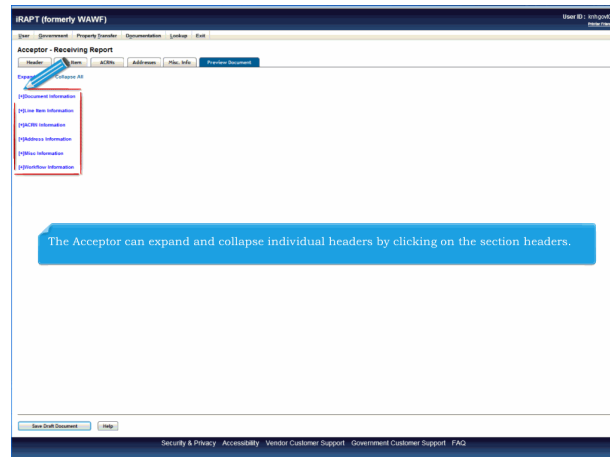 iRAPT (formerly WAWF)
User ID :
Printer Frien
User Government Property Transfer Documentation Lookup Exit
Acceptor - Receiving Report
Header Item ACRNs Addresses Misc. Info Preview Document
Collapse All
[+]Document Information
[+]Line Item Information
[+]ACRN Information
[+]Address Information
[+]Misc Information
[+]Workflow Information
The Acceptor can expand and collapse individual headers by clicking on the section headers.
Save Draft Document Help
Security & Privacy Accessibility Vendor Customer Support Government Customer Support FAQ